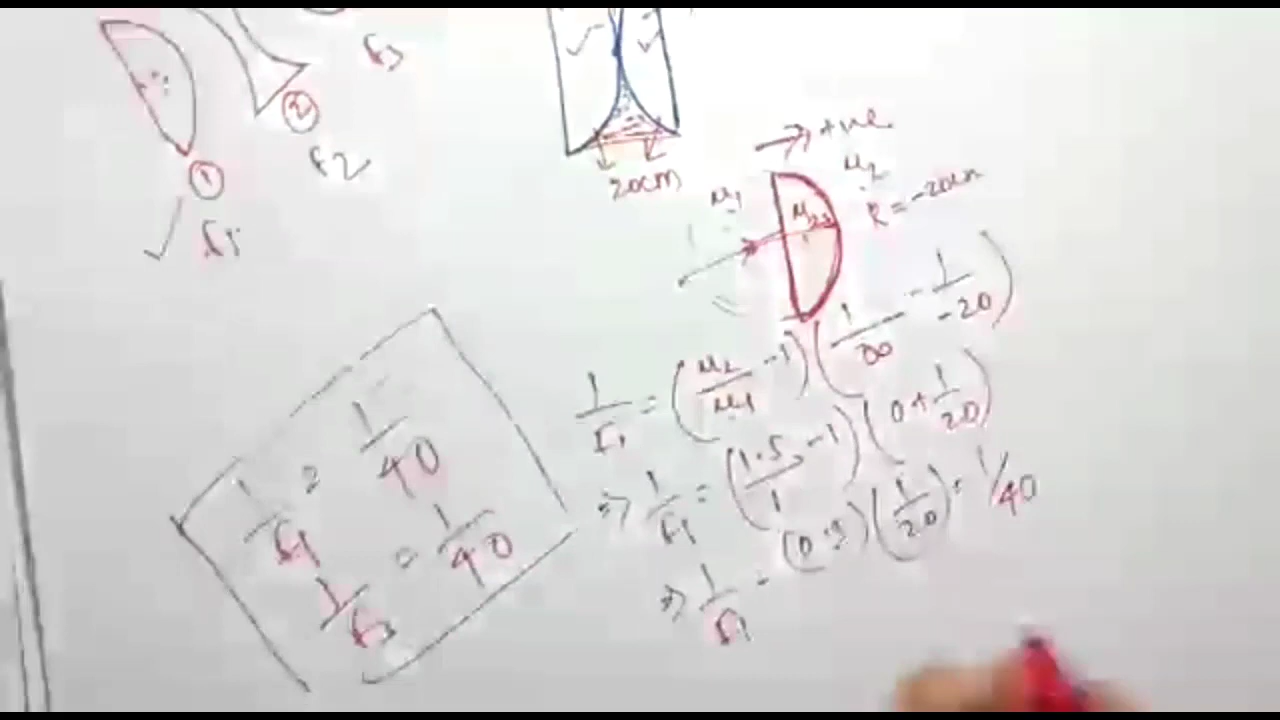 f3
②
f2
①
f1
20cm
→ +ve
μ1
μ2
R = -20cm
1/f1 = (μ2/μ1 - 1)(1/∞ - 1/-20)
⇒ 1/f1 = (1.5/1 - 1)(0 + 1/20)
⇒ 1/f1 = (0.5)(1/20) = 1/40
1/f1 = 1/40
1/f3 = 1/40